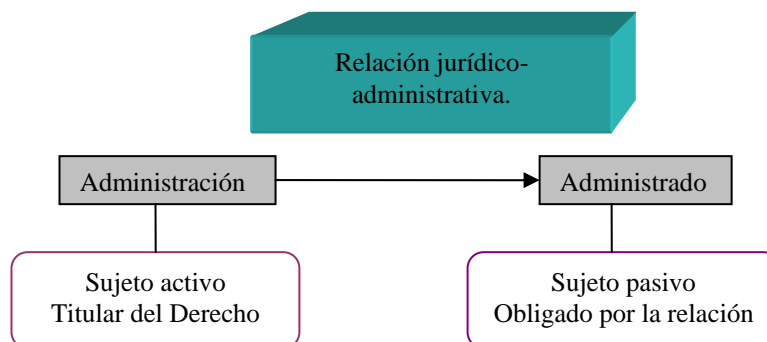 Relación jurídico-
administrativa.
Administración
Administrado
Sujeto activo
Titular del Derecho
Sujeto pasivo
Obligado por la relación